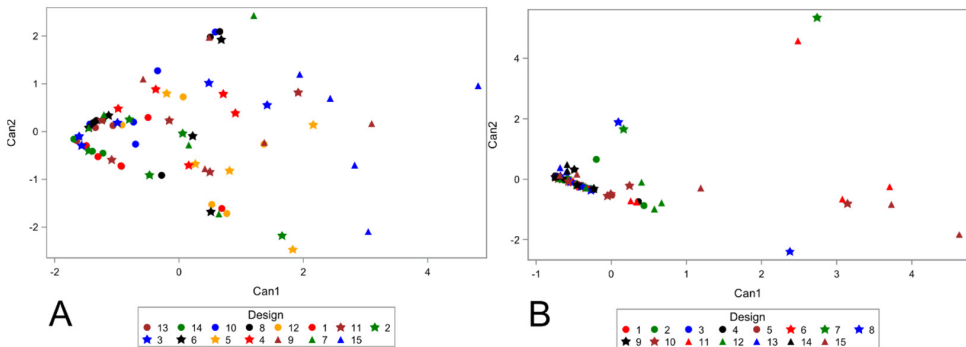 Can2
2
1
0
-1
-2
-2 0 2 4
Can1
A
Design
13 14 10 8 12 1 11 2
3 6 5 4 9 7 15
Can2
4
2
0
-2
-1 0 1 2 3 4
Can1
B
Design
1 2 3 4 5 6 7 8
9 10 11 12 13 14 15